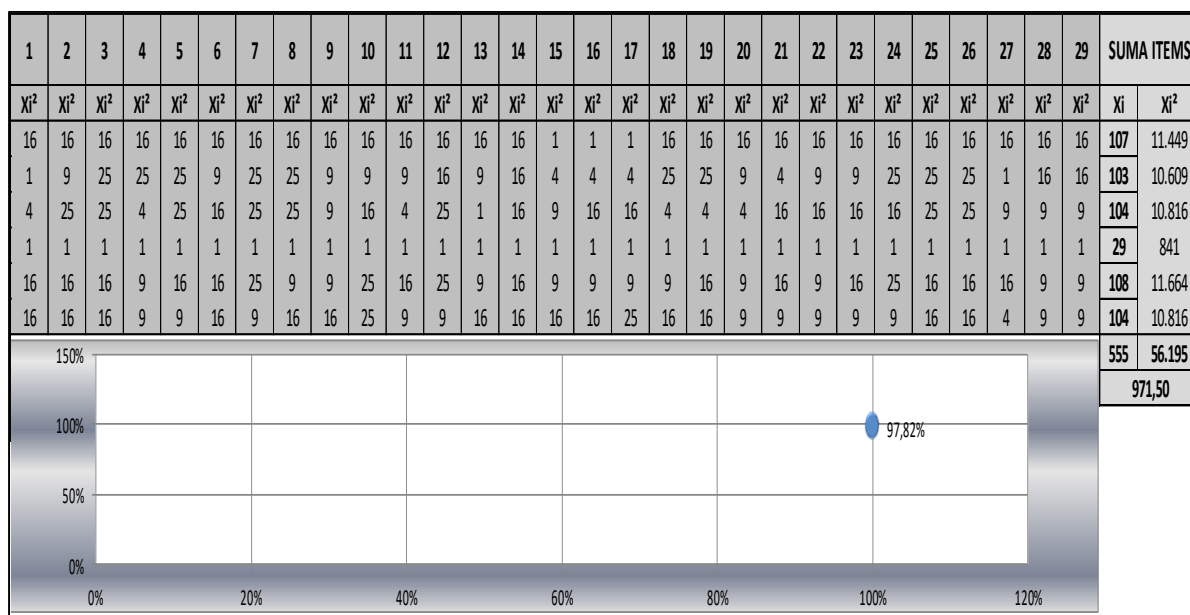 1 2 3 4 5 6 7 8 9 10 11 12 13 14 15 16 17 18 19 20 21 22 23 24 25 26 27 28 29 SUMA ITEMS
Xi² Xi² Xi² Xi² Xi² Xi² Xi² Xi² Xi² Xi² Xi² Xi² Xi² Xi² Xi² Xi² Xi² Xi² Xi² Xi² Xi² Xi² Xi² Xi² Xi² Xi² Xi² Xi² Xi² Xi Xi²
16 16 16 16 16 16 16 16 16 16 16 16 16 16 1 1 1 16 16 16 16 16 16 16 16 16 16 16 16 107 11.449
1 9 25 25 25 9 25 25 9 9 9 16 9 16 4 4 4 25 25 9 4 9 9 25 25 25 1 16 16 103 10.609
4 25 25 4 25 16 25 25 9 16 4 25 1 16 9 16 16 4 4 4 16 16 16 16 25 25 9 9 9 104 10.816
1 1 1 1 1 1 1 1 1 1 1 1 1 1 1 1 1 1 1 1 1 1 1 1 1 1 1 1 1 29 841
16 16 16 9 16 16 25 9 9 25 16 25 9 16 9 9 9 9 16 9 16 9 16 25 16 16 16 9 9 108 11.664
16 16 16 9 9 16 9 16 16 25 9 9 16 16 16 16 25 16 16 9 9 9 9 9 16 16 4 9 9 104 10.816
555 56.195
971,50
150%
100%
97,82%
50%
0%
0% 20% 40% 60% 80% 100% 120%